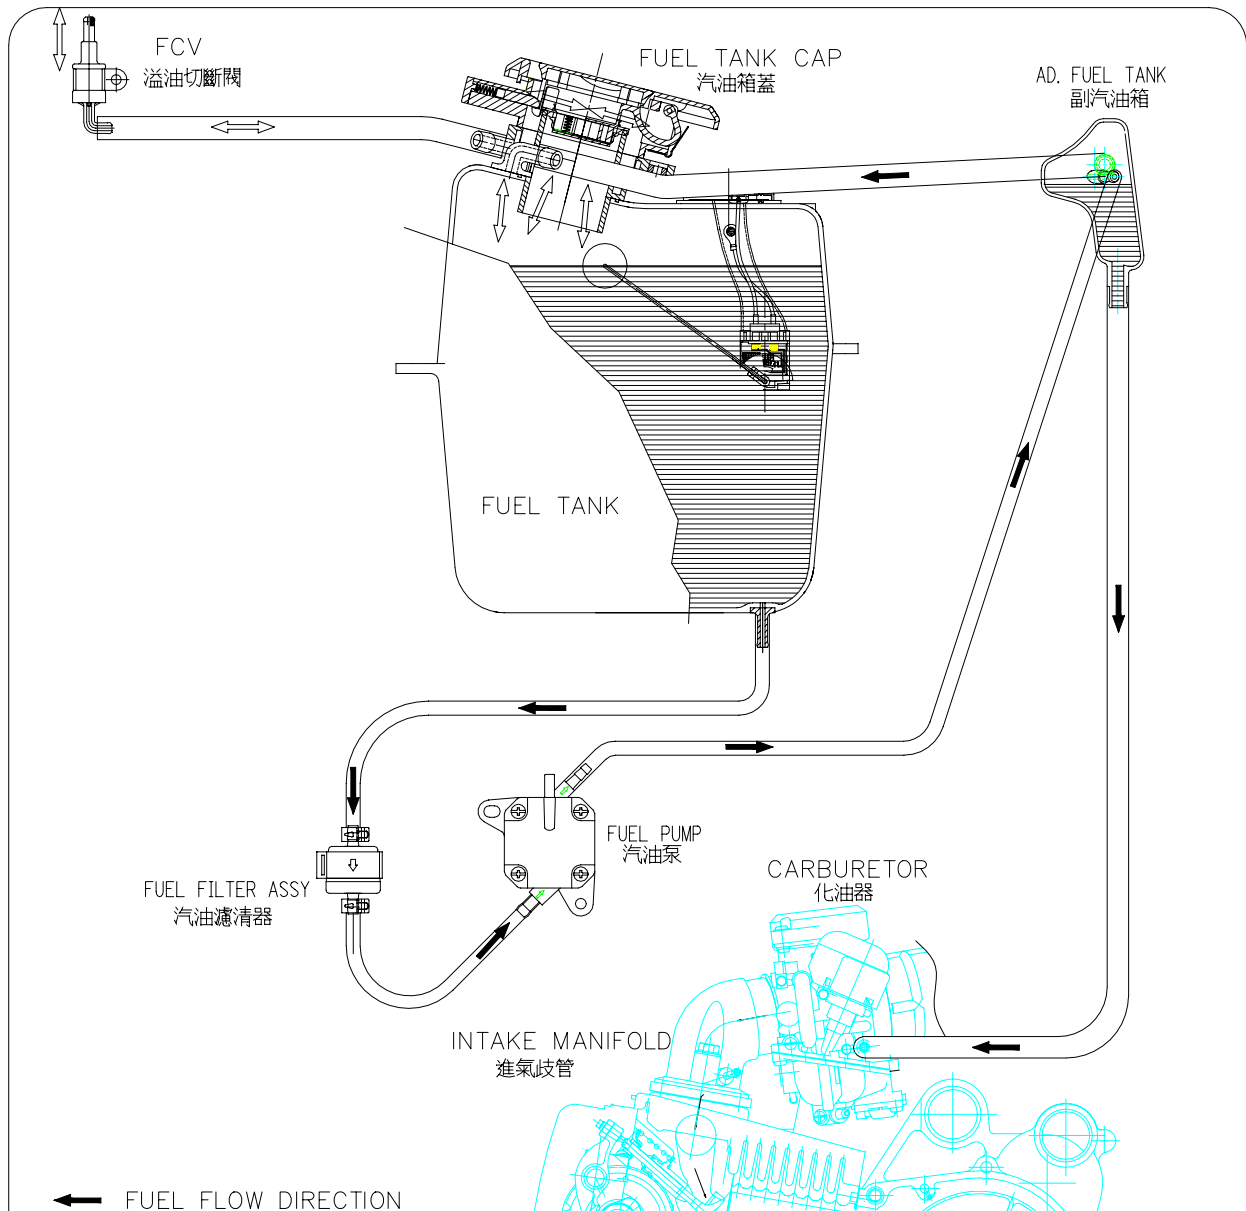 FCV
溢油切斷閥
FUEL TANK CAP
汽油箱蓋
AD. FUEL TANK
副汽油箱
FUEL TANK
FUEL PUMP
汽油泵
CARBURETOR
化油器
FUEL FILTER ASSY
汽油濾清器
INTAKE MANIFOLD
進氣歧管
FUEL FLOW DIRECTION